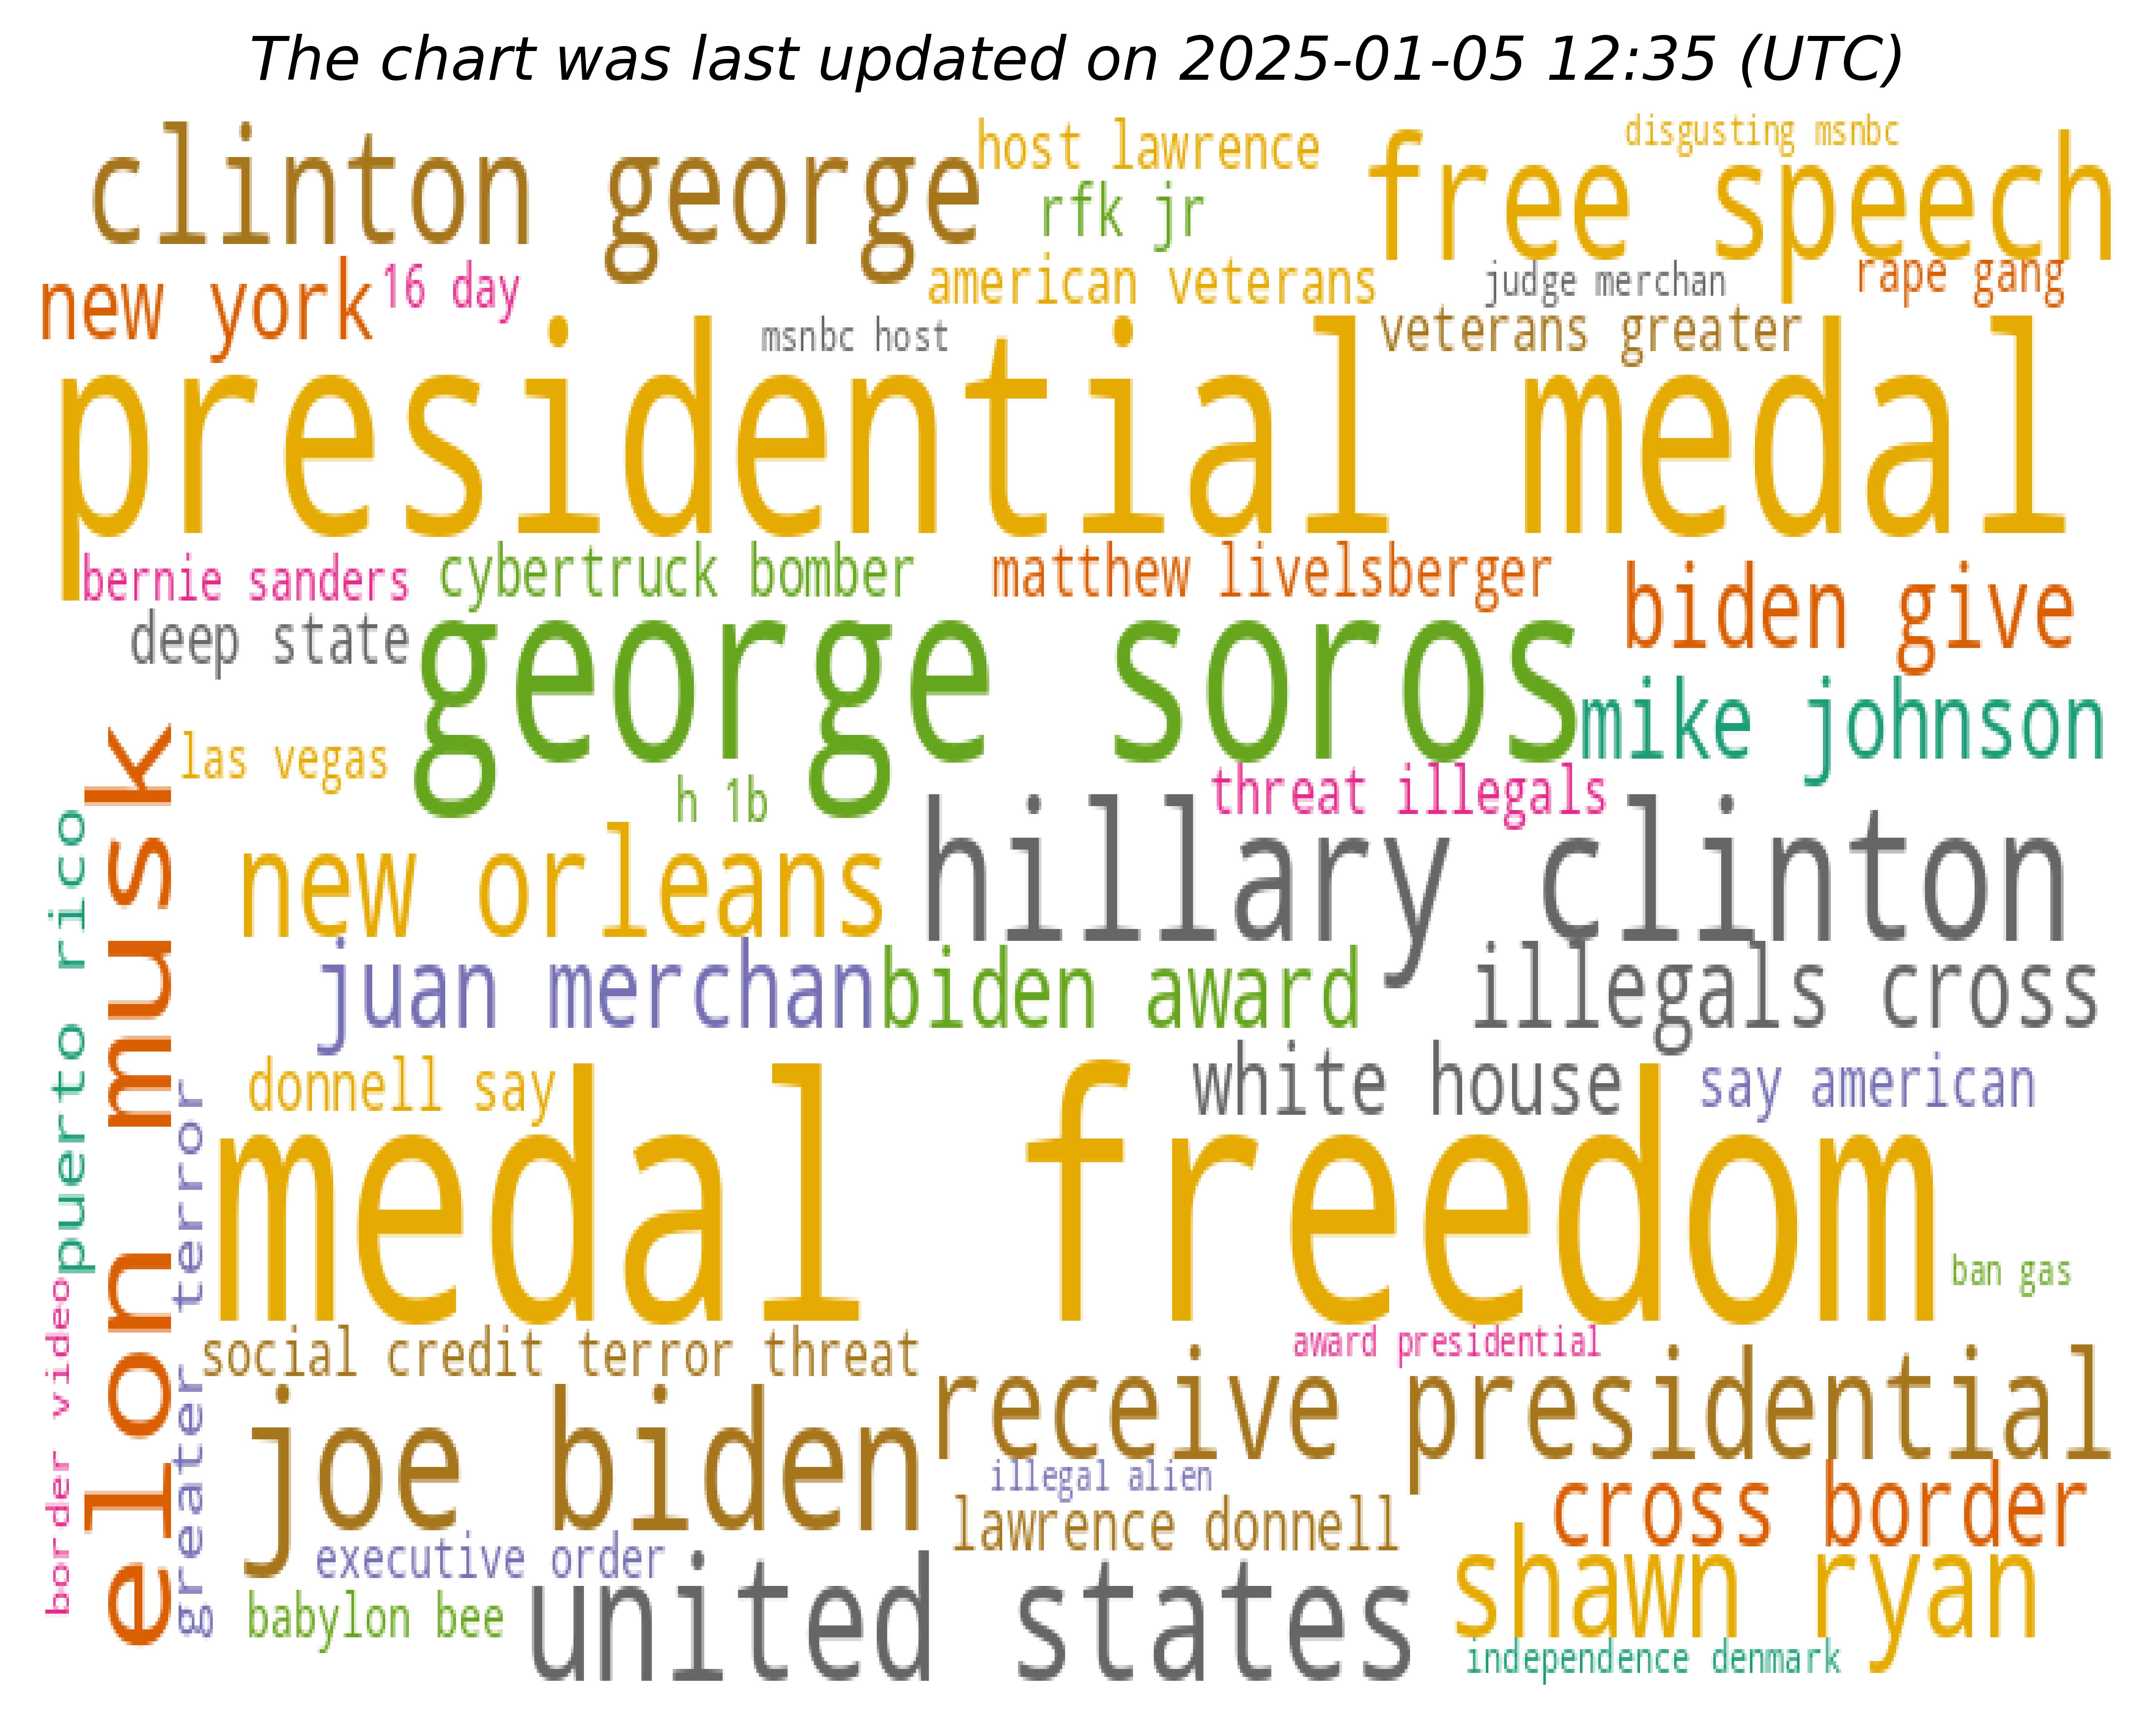 The chart was last updated on 2025-01-05 12:35 (UTC)
clinton george
host lawrence
disgusting msnbc
free speech
rfk jr
new york
16 day
american veterans
judge merchan
rape gang
msnbc host
veterans greater
presidential medal
bernie sanders
cybertruck bomber
matthew livelsberger
biden give
deep state
george soros
mike johnson
las vegas
h 1b
threat illegals
elon musk
puerto rico
new orleans
hillary clinton
juan merchan
biden award
illegals cross
donnell say
white house
say american
greater terror
medal freedom
ban gas
border video
social credit
terror threat
award presidential
joe biden
receive presidential
illegal alien
lawrence donnell
cross border
executive order
shawn ryan
babylon bee
united states
independence denmark